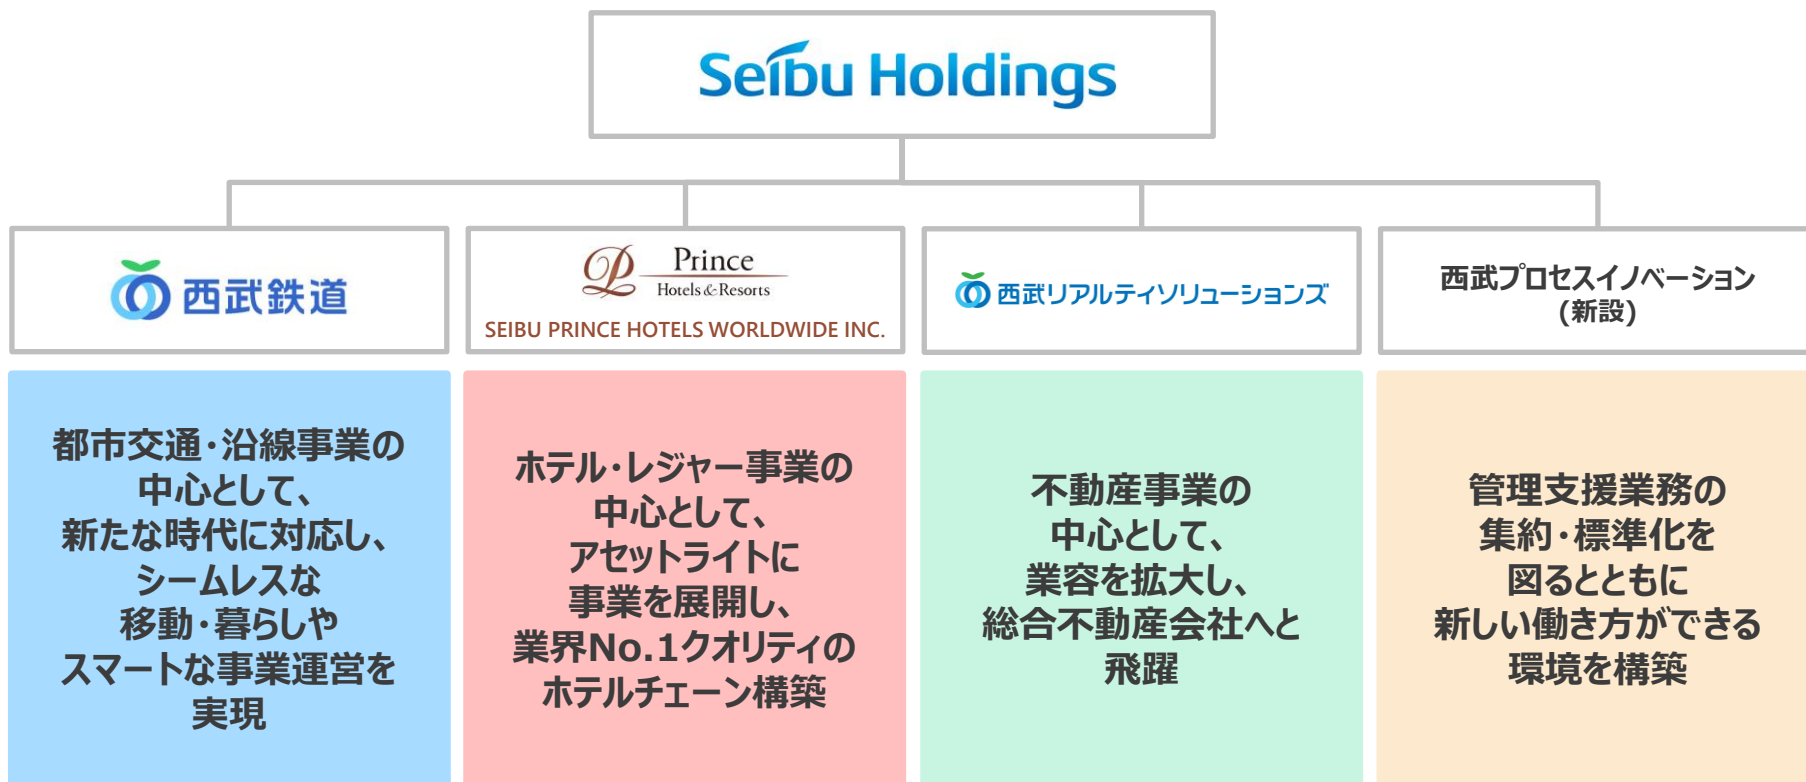 Seibu Holdings
西武鉄道
Prince
Hotels & Resorts
SEIBU PRINCE HOTELS WORLDWIDE INC.
西武リアルティソリューションズ
西武プロセスイノベーション
(新設)
都市交通・沿線事業の
中心として、
新たな時代に対応し、
シームレスな
移動・暮らしや
スマートな事業運営を
実現
ホテル・レジャー事業の
中心として、
アセットライトに
事業を展開し、
業界No.1クオリティの
ホテルチェーン構築
不動産事業の
中心として、
業容を拡大し、
総合不動産会社へと
飛躍
管理支援業務の
集約・標準化を
図るとともに
新しい働き方ができる
環境を構築